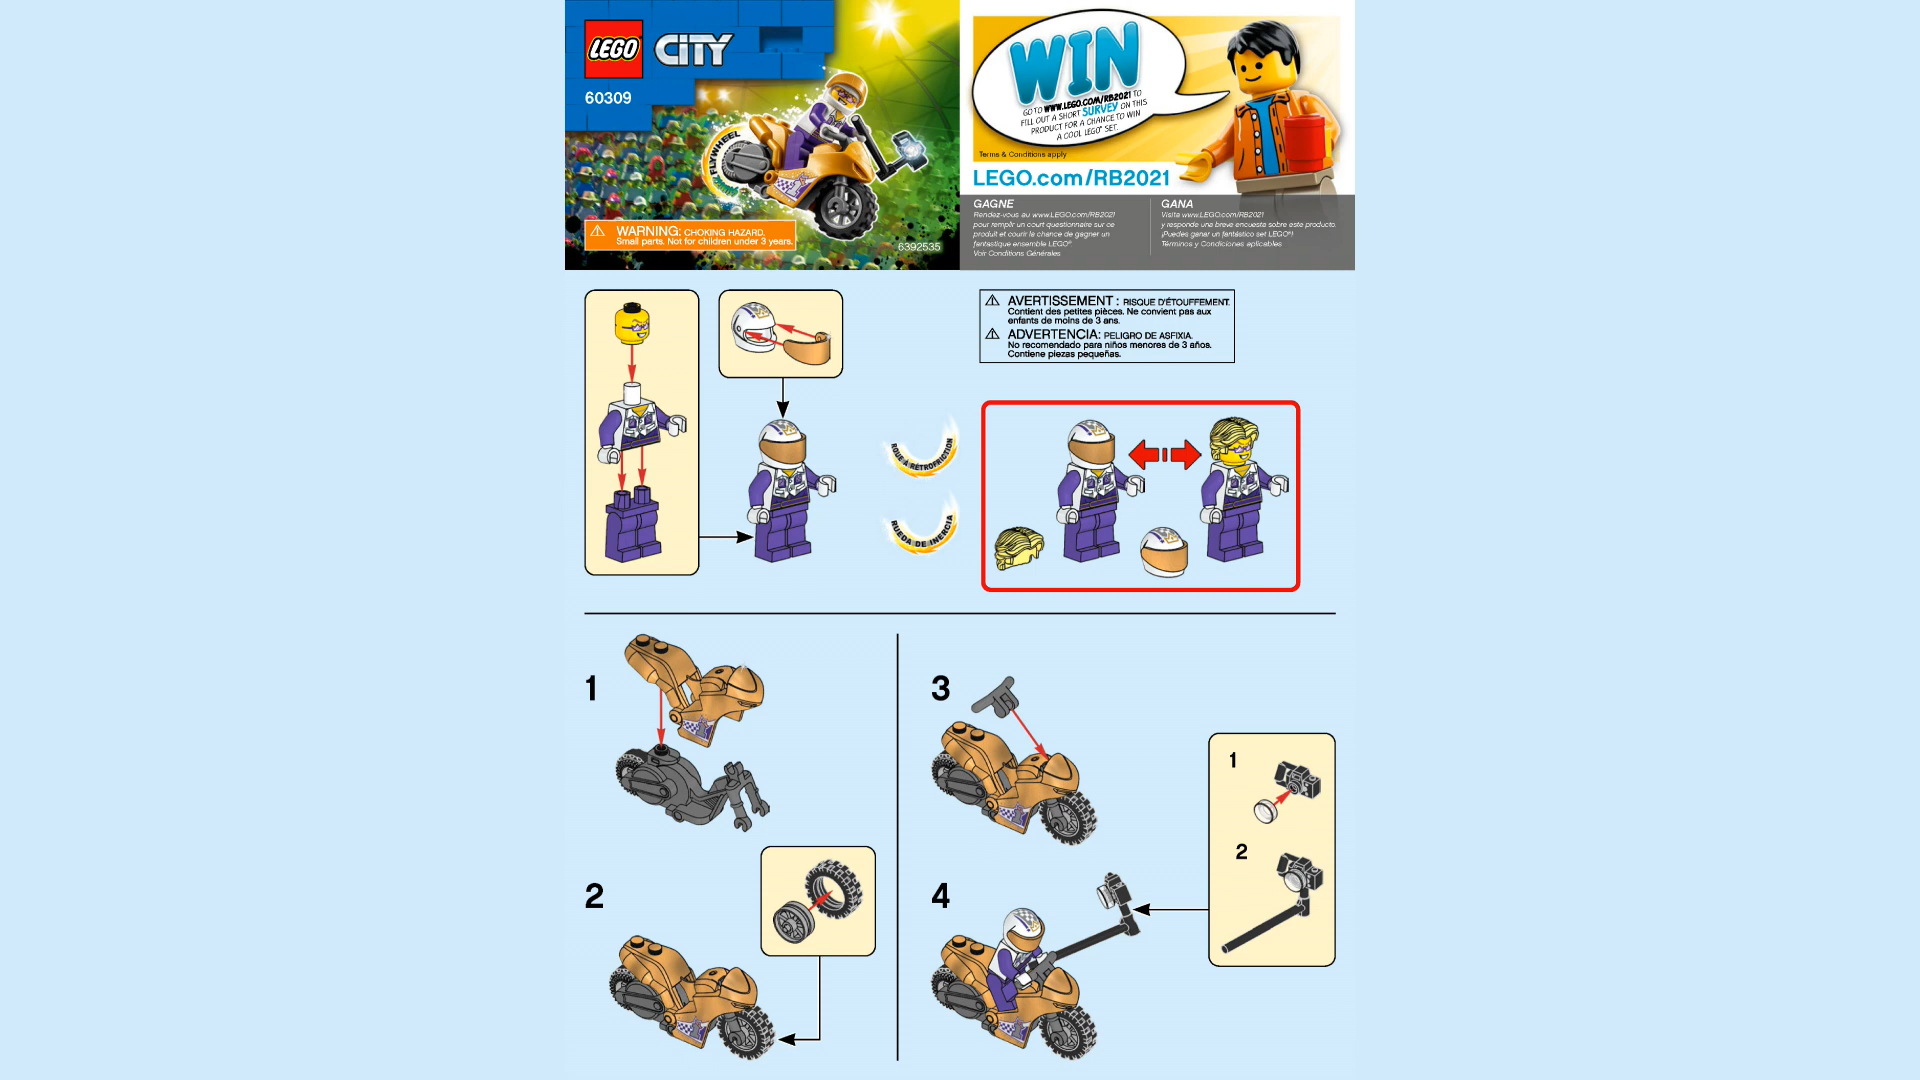 LEGO CITY
60309
FLYWHEEL
WARNING: CHOKING HAZARD.
Small parts. Not for children under 3 years.
6392535
WIN
GO TO WWW.LEGO.COM/RB2021 TO
FILL OUT A SHORT SURVEY ON THIS
PRODUCT FOR A CHANCE TO WIN
A COOL LEGO® SET.
Terms & Conditions apply
LEGO.com/RB2021
GAGNE
Rendez-vous au www.LEGO.com/RB2021
pour remplir un court questionnaire sur ce
produit et courir la chance de gagner un
fantastique ensemble LEGO®
Voir Conditions Générales
GANA
Visita www.LEGO.com/RB2021
y responde una breve encuesta sobre este producto.
¡Puedes ganar un fantástico set LEGO®!
Términos y Condiciones aplicables
AVERTISSEMENT : RISQUE D'ÉTOUFFEMENT.
Contient des petites pièces. Ne convient pas aux
enfants de moins de 3 ans.
ADVERTENCIA: PELIGRO DE ASFIXIA.
No recomendado para niños menores de 3 años.
Contiene piezas pequeñas.
ROUE À RÉTROFRICTION
RUEDA DE INERCIA
1
2
3
4
1
2